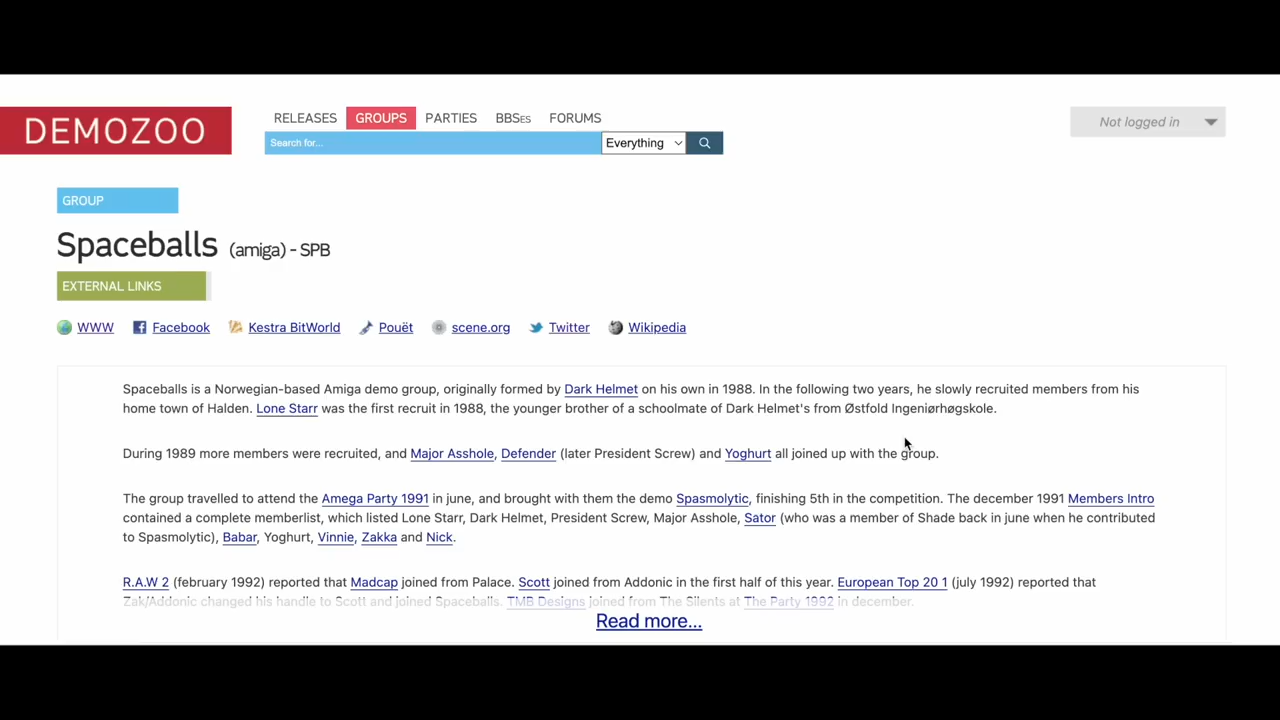 DEMOZOO
RELEASES GROUPS PARTIES BBSES FORUMS
Search for... Everything
Not logged in
GROUP
Spaceballs (amiga) - SPB
EXTERNAL LINKS
WWW Facebook Kestra BitWorld Pouët scene.org Twitter Wikipedia
Spaceballs is a Norwegian-based Amiga demo group, originally formed by Dark Helmet on his own in 1988. In the following two years, he slowly recruited members from his
home town of Halden. Lone Starr was the first recruit in 1988, the younger brother of a schoolmate of Dark Helmet's from Østfold Ingeniørhøgskole.
During 1989 more members were recruited, and Major Asshole, Defender (later President Screw) and Yoghurt all joined up with the group.
The group travelled to attend the Amega Party 1991 in june, and brought with them the demo Spasmolytic, finishing 5th in the competition. The december 1991 Members Intro
contained a complete memberlist, which listed Lone Starr, Dark Helmet, President Screw, Major Asshole, Sator (who was a member of Shade back in june when he contributed
to Spasmolytic), Babar, Yoghurt, Vinnie, Zakka and Nick.
R.A.W 2 (february 1992) reported that Madcap joined from Palace. Scott joined from Addonic in the first half of this year. European Top 20 1 (july 1992) reported that
Zak/Addonic changed his handle to Scott and joined Spaceballs. TMB Designs joined from The Silents at The Party 1992 in december.
Read more...